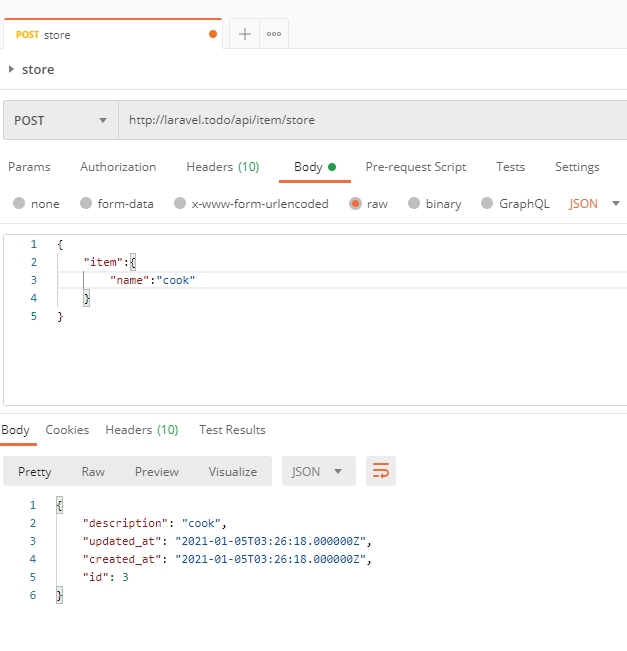 POST store
store
POST http://laravel.todo/api/item/store
Params Authorization Headers (10) Body Pre-request Script Tests Settings
none form-data x-www-form-urlencoded raw binary GraphQL JSON
1 {
2 "item":{
3 "name":"cook"
4 }
5 }
Body Cookies Headers (10) Test Results
Pretty Raw Preview Visualize JSON
1 {
2 "description": "cook",
3 "updated_at": "2021-01-05T03:26:18.000000Z",
4 "created_at": "2021-01-05T03:26:18.000000Z",
5 "id": 3
6 }